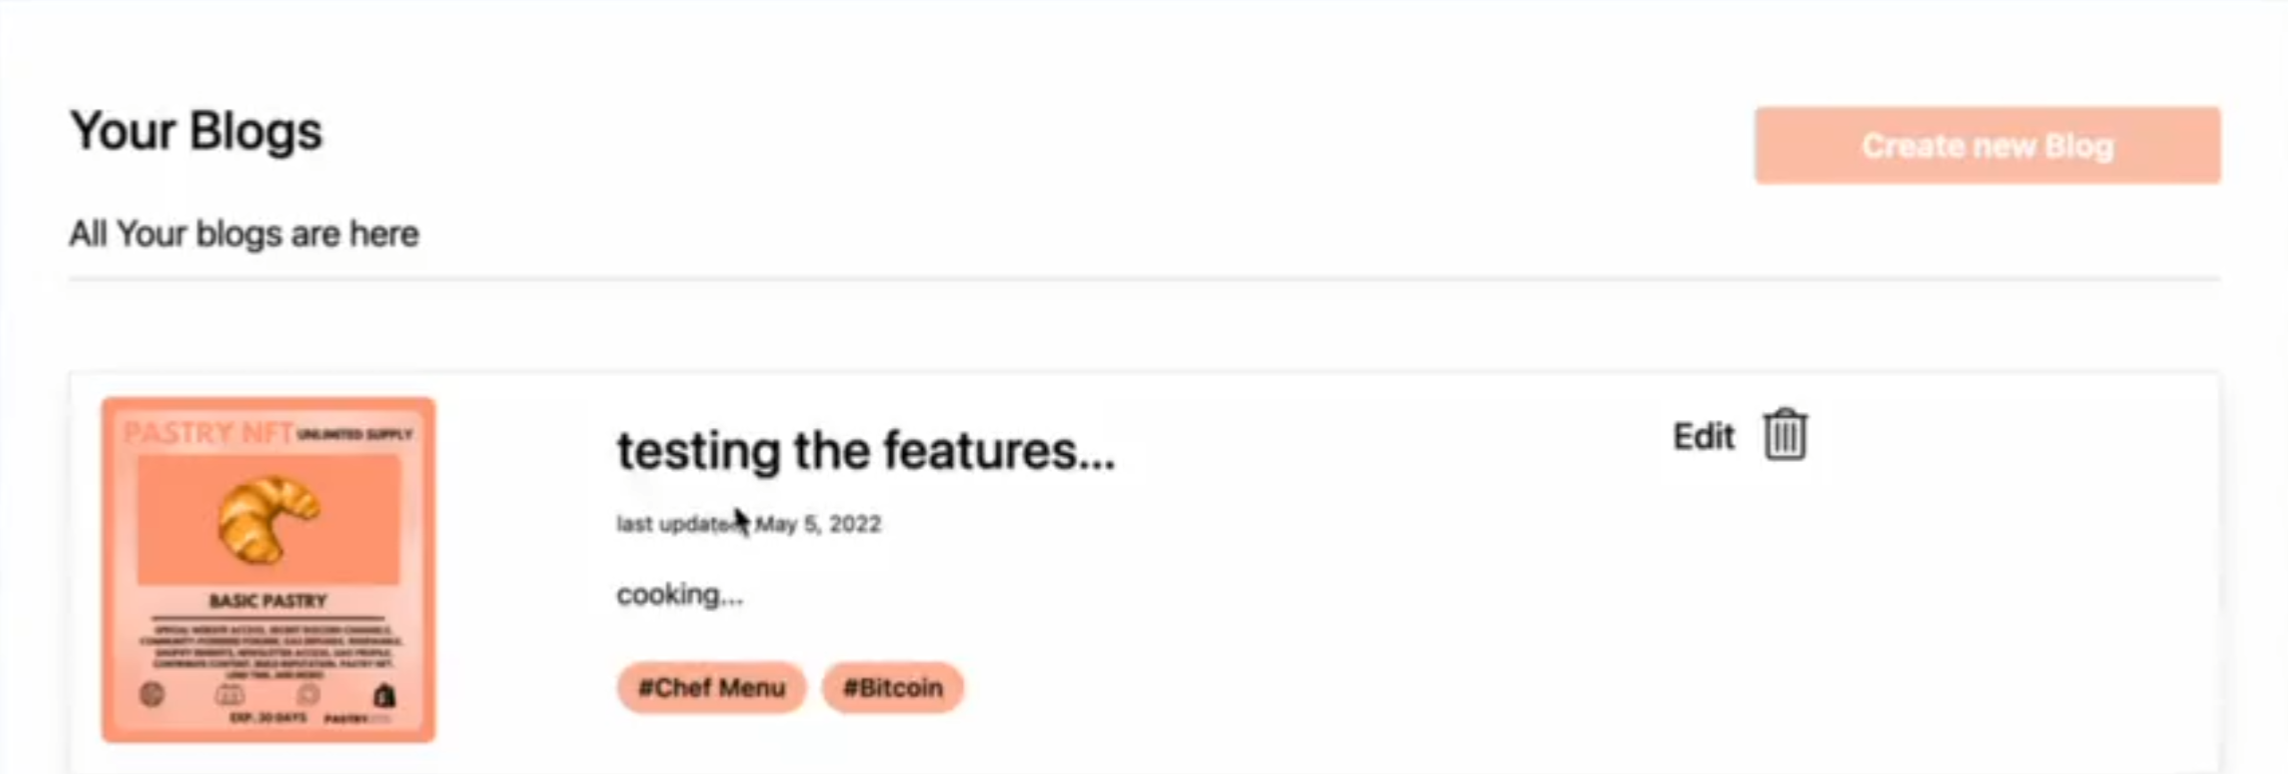 Your Blogs
Create new Blog
All Your blogs are here
PASTRY NFT UNLIMITED SUPPLY
BASIC PASTRY
EXP. 30 DAYS PASTRY
testing the features...
Edit
last updated May 5, 2022
cooking...
#Chef Menu #Bitcoin